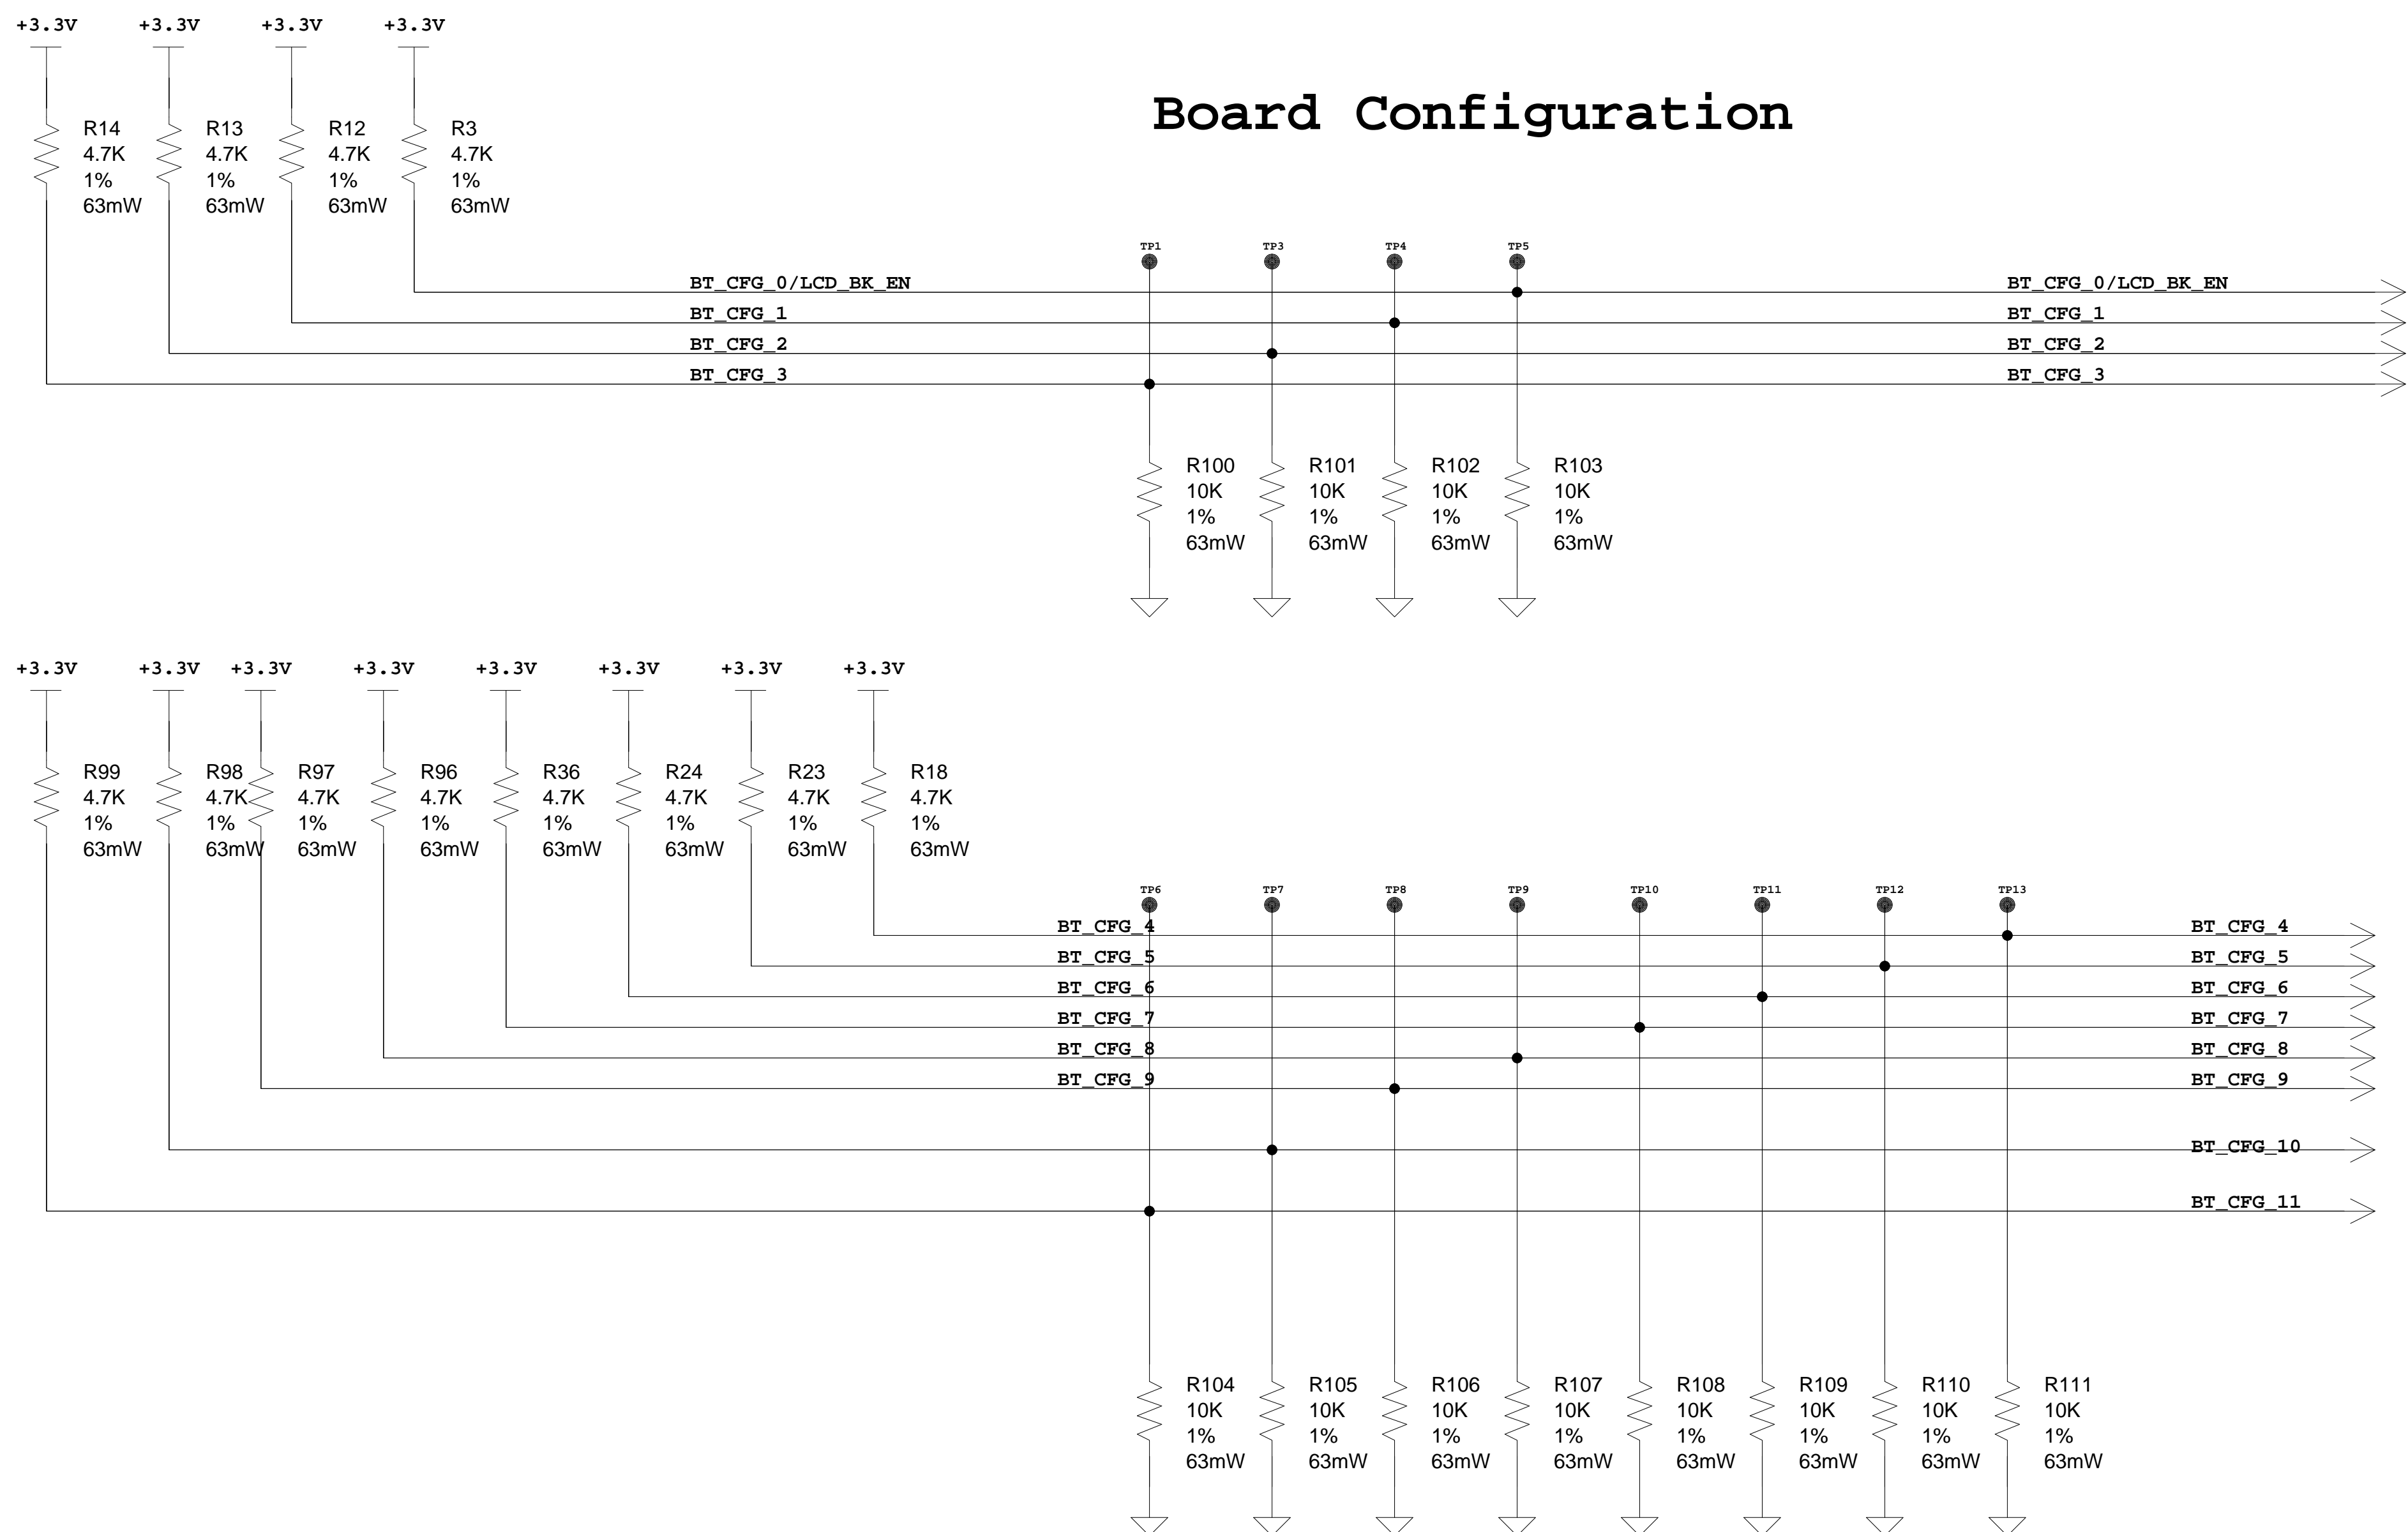 +3.3V +3.3V +3.3V +3.3V
Board Configuration
R14 R13 R12 R3
4.7K 4.7K 4.7K 4.7K
1% 1% 1% 1%
63mW 63mW 63mW 63mW
TP1 TP3 TP4 TP5
BT_CFG_0/LCD_BK_EN BT_CFG_0/LCD_BK_EN
BT_CFG_1 BT_CFG_1
BT_CFG_2 BT_CFG_2
BT_CFG_3 BT_CFG_3
R100 R101 R102 R103
10K 10K 10K 10K
1% 1% 1% 1%
63mW 63mW 63mW 63mW
+3.3V +3.3V +3.3V +3.3V +3.3V +3.3V +3.3V +3.3V
R99 R98 R97 R96 R36 R24 R23 R18
4.7K 4.7K 4.7K 4.7K 4.7K 4.7K 4.7K 4.7K
1% 1% 1% 1% 1% 1% 1% 1%
63mW 63mW 63mW 63mW 63mW 63mW 63mW 63mW
TP6 TP7 TP8 TP9 TP10 TP11 TP12 TP13
BT_CFG_4 BT_CFG_4
BT_CFG_5 BT_CFG_5
BT_CFG_6 BT_CFG_6
BT_CFG_7 BT_CFG_7
BT_CFG_8 BT_CFG_8
BT_CFG_9 BT_CFG_9
BT_CFG_10
BT_CFG_11
R104 R105 R106 R107 R108 R109 R110 R111
10K 10K 10K 10K 10K 10K 10K 10K
1% 1% 1% 1% 1% 1% 1% 1%
63mW 63mW 63mW 63mW 63mW 63mW 63mW 63mW